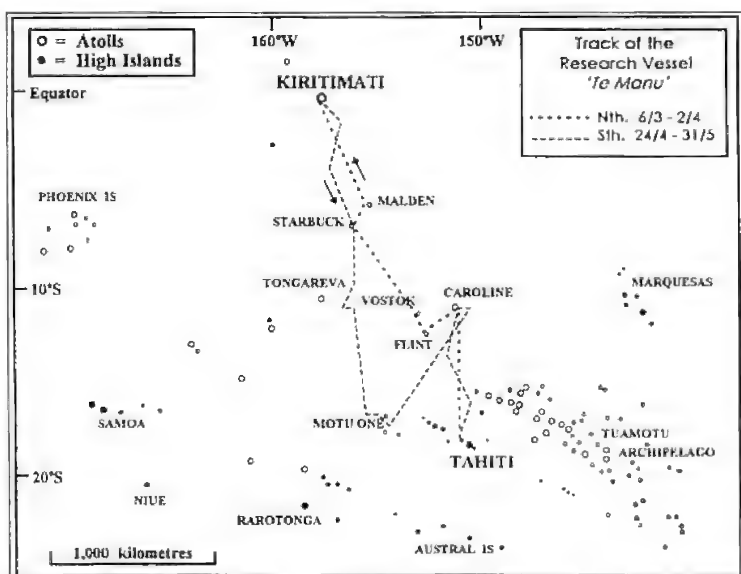 160°W
150°W
o = Atolls
• = High Islands
Track of the
Research Vessel
'Te Manu'
Nth. 6/3 - 2/4
Sth. 24/4 - 31/5
KIRITIMATI
Equator
PHOENIX IS
MALDEN
STARBUCK
TONGAREVA
CAROLINE
MARQUESAS
10°S
VOSTOK
FLINT
SAMOA
MOTU ONE
TUAMOTU
ARCHIPELAGO
TAHITI
20°S
NIUE
RAROTONGA
AUSTRAL IS
1,000 kilometres